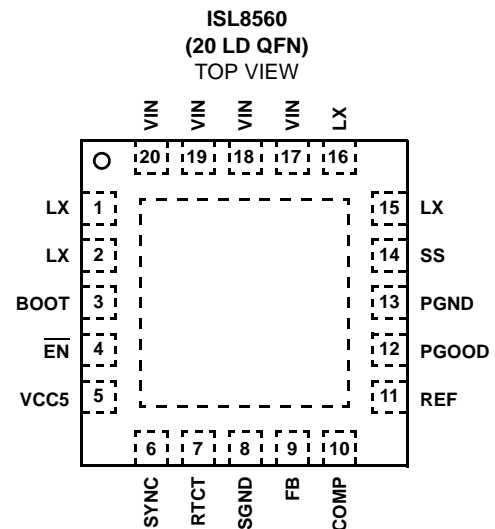 ISL8560
(20 LD QFN)
TOP VIEW
VIN VIN VIN VIN LX
20 19 18 17 16
LX 1 15 LX
LX 2 14 SS
BOOT 3 13 PGND
E̅N̅ 4 12 PGOOD
VCC5 5 11 REF
6 7 8 9 10
SYNC RTCT SGND FB COMP